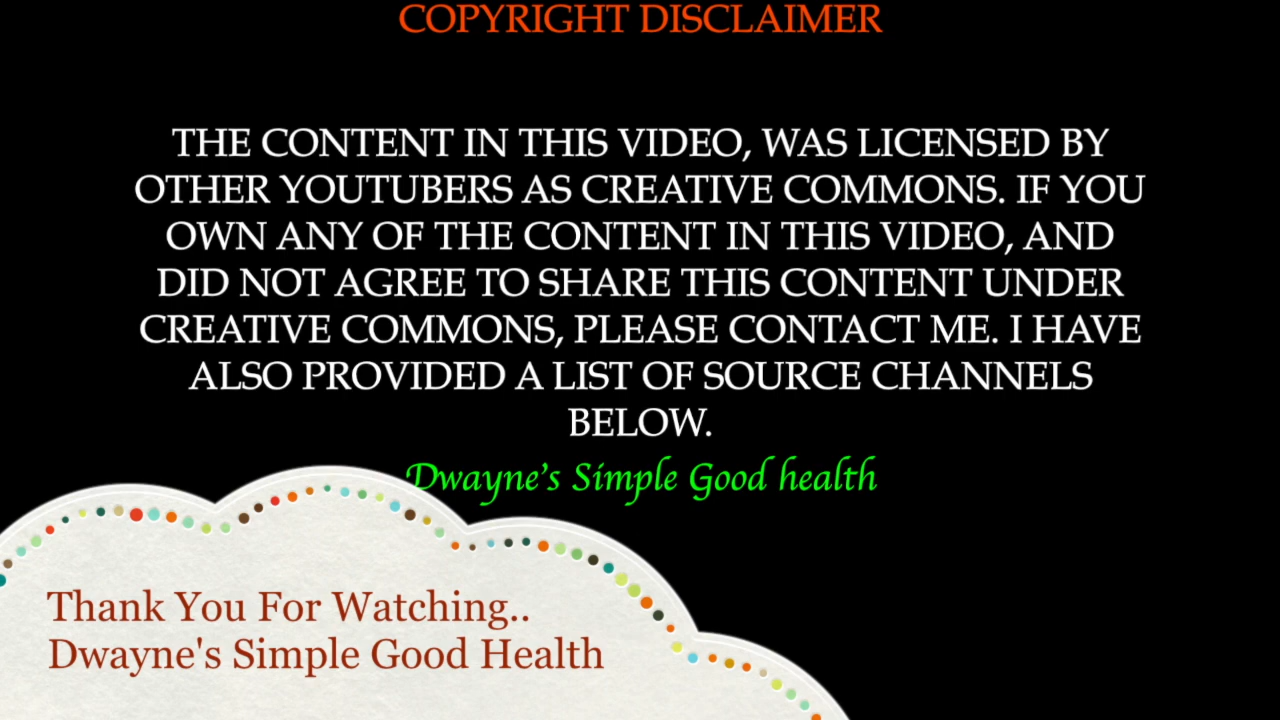 COPYRIGHT DISCLAIMER
THE CONTENT IN THIS VIDEO, WAS LICENSED BY
OTHER YOUTUBERS AS CREATIVE COMMONS. IF YOU
OWN ANY OF THE CONTENT IN THIS VIDEO, AND
DID NOT AGREE TO SHARE THIS CONTENT UNDER
CREATIVE COMMONS, PLEASE CONTACT ME. I HAVE
ALSO PROVIDED A LIST OF SOURCE CHANNELS
BELOW.
Dwayne's Simple Good health
Thank You For Watching..
Dwayne's Simple Good Health